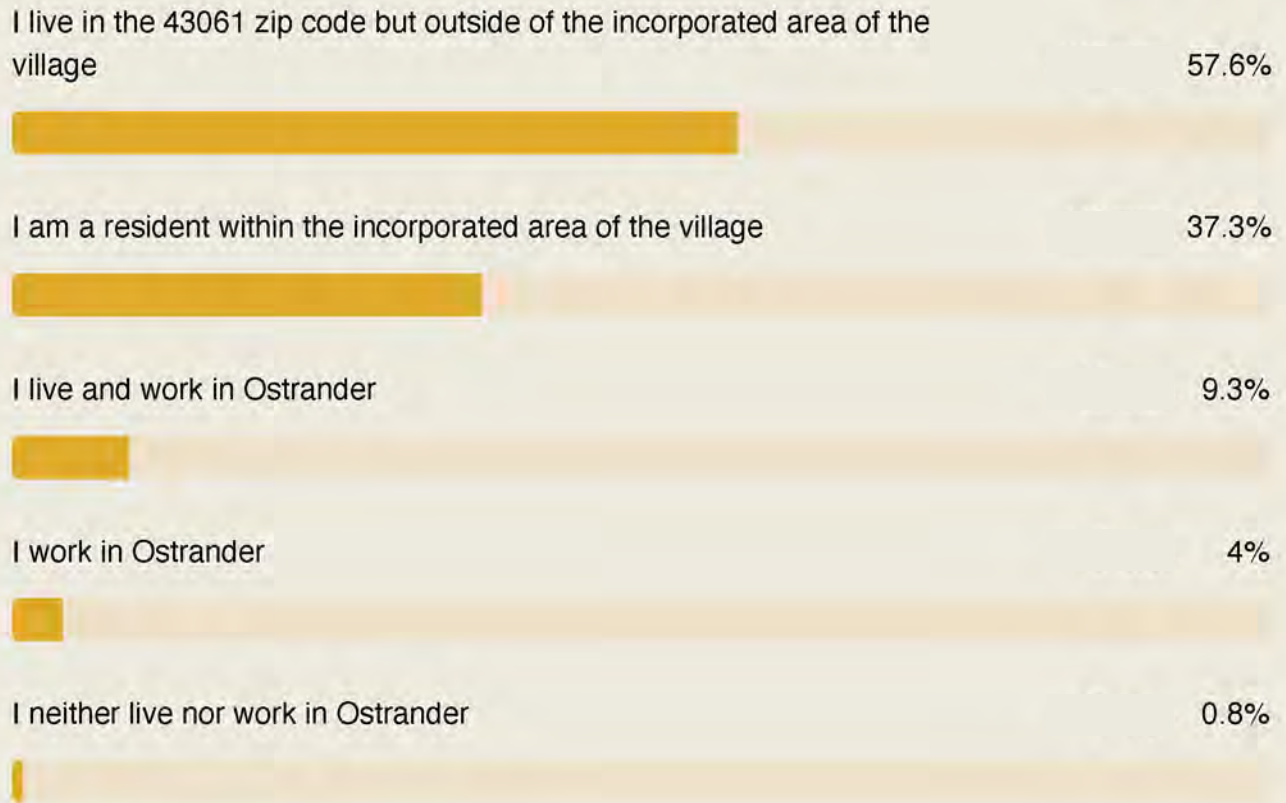 I live in the 43061 zip code but outside of the incorporated area of the
village 57.6%
I am a resident within the incorporated area of the village 37.3%
I live and work in Ostrander 9.3%
I work in Ostrander 4%
I neither live nor work in Ostrander 0.8%